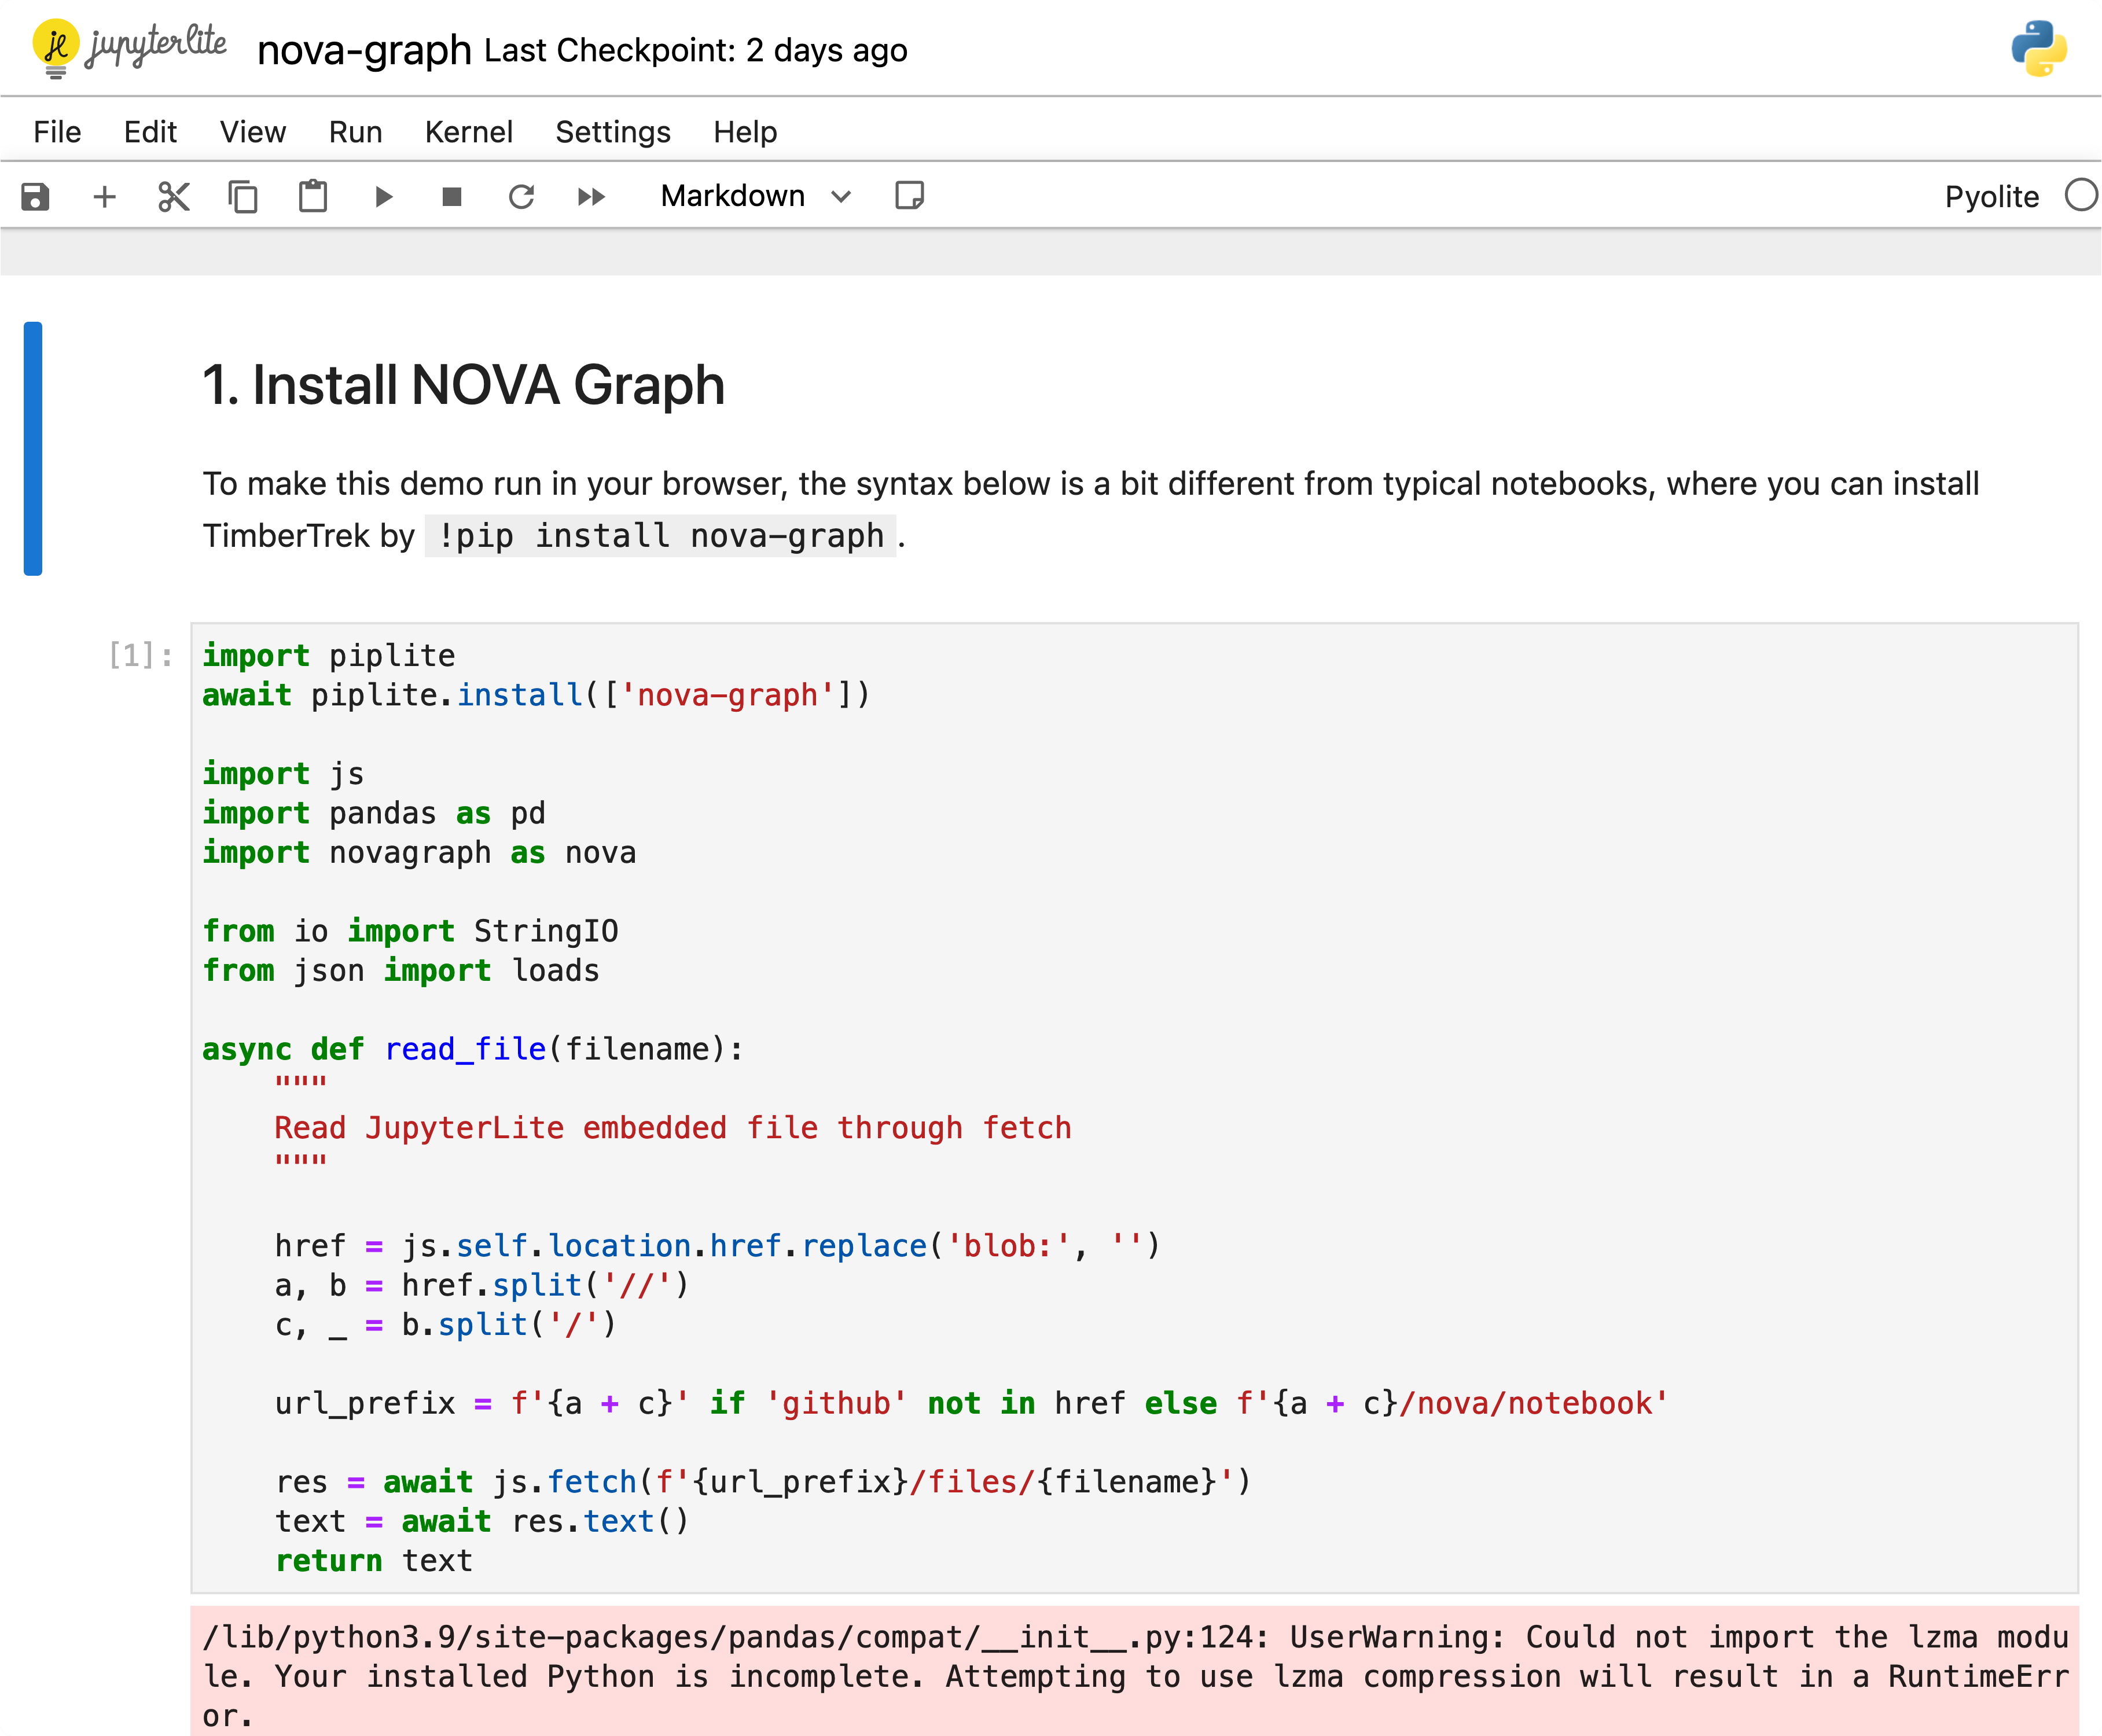 jupyterlite nova-graph Last Checkpoint: 2 days ago
File Edit View Run Kernel Settings Help
Markdown Pyolite
1. Install NOVA Graph
To make this demo run in your browser, the syntax below is a bit different from typical notebooks, where you can install
TimberTrek by !pip install nova-graph .
[1]: import piplite
await piplite.install(['nova-graph'])
import js
import pandas as pd
import novagraph as nova
from io import StringIO
from json import loads
async def read_file(filename):
    """
    Read JupyterLite embedded file through fetch
    """
    href = js.self.location.href.replace('blob:', '')
    a, b = href.split('//')
    c, _ = b.split('/')
    url_prefix = f'{a + c}' if 'github' not in href else f'{a + c}/nova/notebook'
    res = await js.fetch(f'{url_prefix}/files/{filename}')
    text = await res.text()
    return text
/lib/python3.9/site-packages/pandas/compat/__init__.py:124: UserWarning: Could not import the lzma modu
le. Your installed Python is incomplete. Attempting to use lzma compression will result in a RuntimeErr
or.